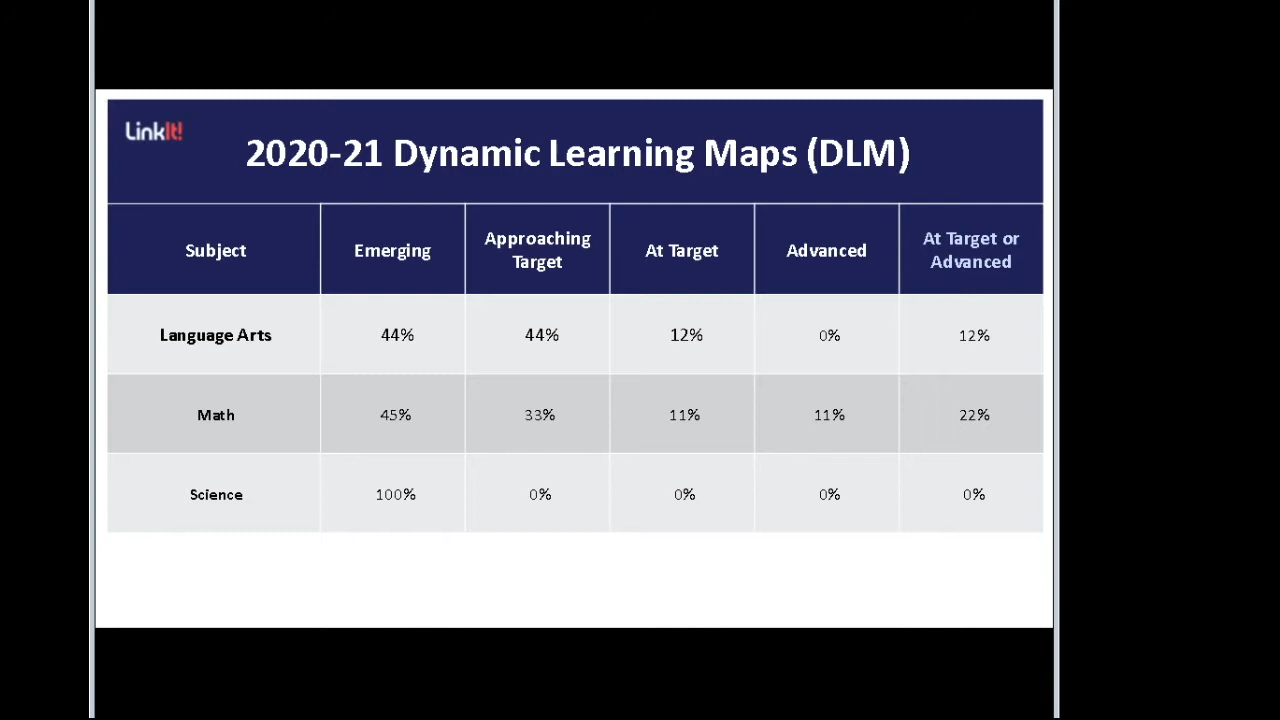 LinkIt!
2020-21 Dynamic Learning Maps (DLM)
Subject Emerging Approaching Target At Target Advanced At Target or Advanced
Language Arts 44% 44% 12% 0% 12%
Math 45% 33% 11% 11% 22%
Science 100% 0% 0% 0% 0%